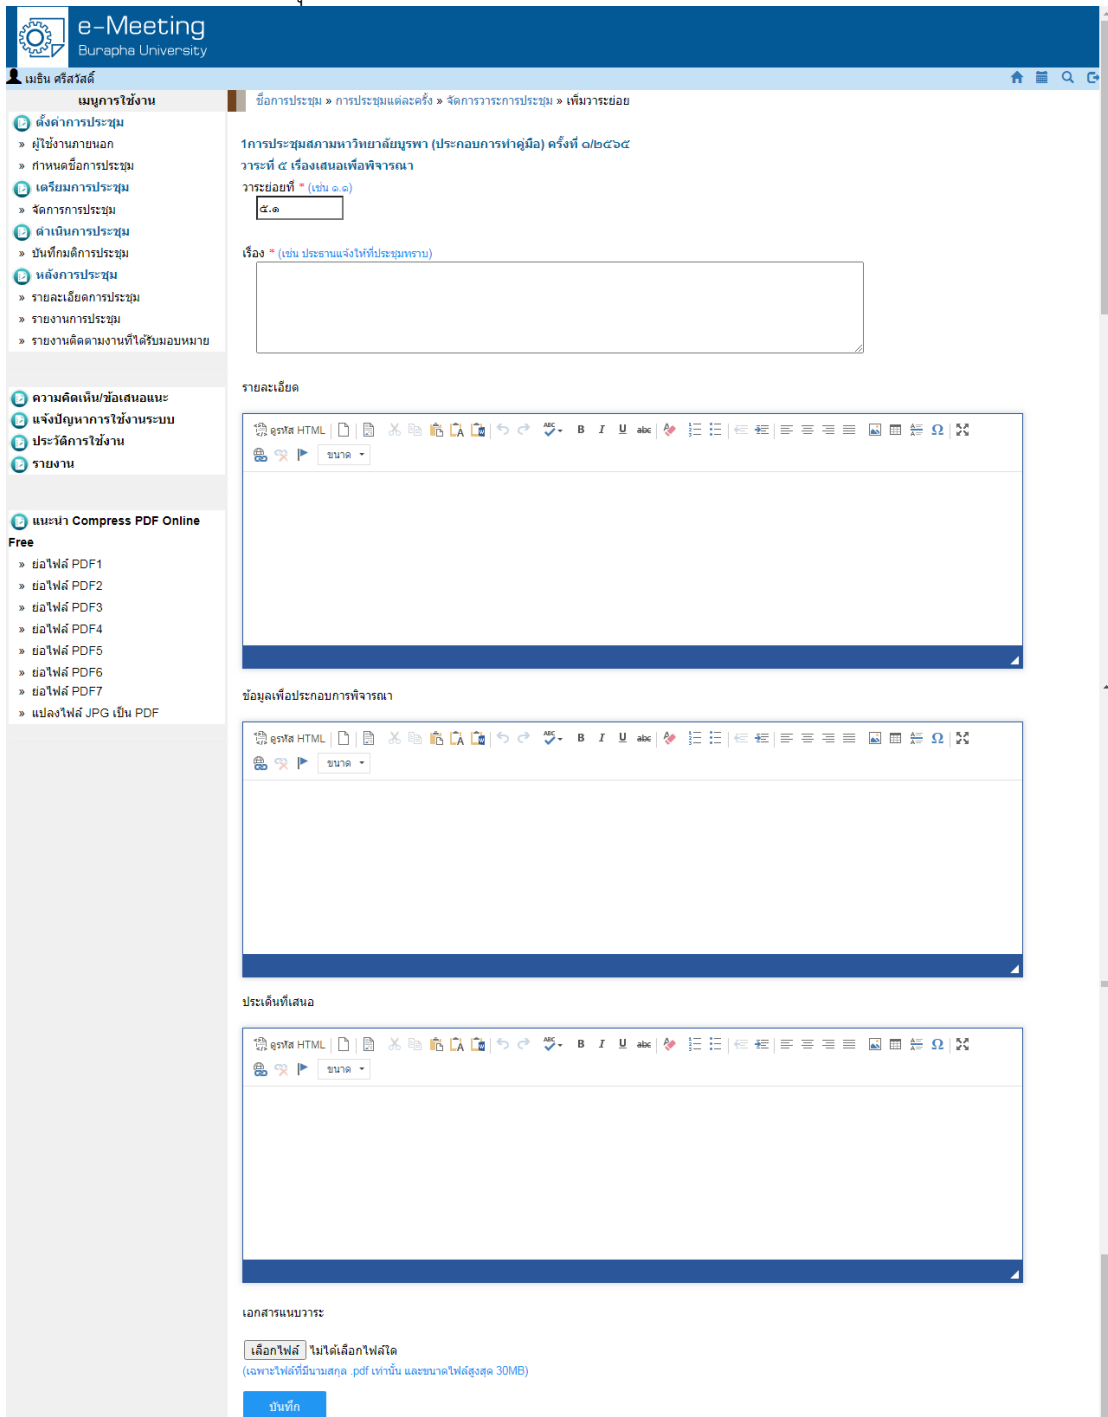 e-Meeting
Burapha University
เมธิน ศรีสวัสดิ์
เมนูการใช้งาน
ตั้งค่าการประชุม
» ผู้ใช้งานภายนอก
» กำหนดชื่อการประชุม
เตรียมการประชุม
» จัดการการประชุม
ดำเนินการประชุม
» บันทึกมติการประชุม
หลังการประชุม
» รายละเอียดการประชุม
» รายงานการประชุม
» รายงานติดตามงานที่ได้รับมอบหมาย
ความคิดเห็น/ข้อเสนอแนะ
แจ้งปัญหาการใช้งานระบบ
ประวัติการใช้งาน
รายงาน
แนะนำ Compress PDF Online
Free
» ย่อไฟล์ PDF1
» ย่อไฟล์ PDF2
» ย่อไฟล์ PDF3
» ย่อไฟล์ PDF4
» ย่อไฟล์ PDF5
» ย่อไฟล์ PDF6
» ย่อไฟล์ PDF7
» แปลงไฟล์ JPG เป็น PDF
ชื่อการประชุม » การประชุมแต่ละครั้ง » จัดการวาระการประชุม » เพิ่มวาระย่อย
1การประชุมสภามหาวิทยาลัยบูรพา (ประกอบการทำคู่มือ) ครั้งที่ ๑/๒๕๖๕
วาระที่ ๕ เรื่องเสนอเพื่อพิจารณา
วาระย่อยที่ * (เช่น ๑.๑)
๕.๑
เรื่อง * (เช่น ประธานแจ้งให้ที่ประชุมทราบ)
รายละเอียด
ดูรหัส HTML
ขนาด
ข้อมูลเพื่อประกอบการพิจารณา
ดูรหัส HTML
ขนาด
ประเด็นที่เสนอ
ดูรหัส HTML
ขนาด
เอกสารแนบวาระ
เลือกไฟล์ ไม่ได้เลือกไฟล์ใด
(เฉพาะไฟล์ที่มีนามสกุล .pdf เท่านั้น และขนาดไฟล์สูงสุด 30MB)
บันทึก